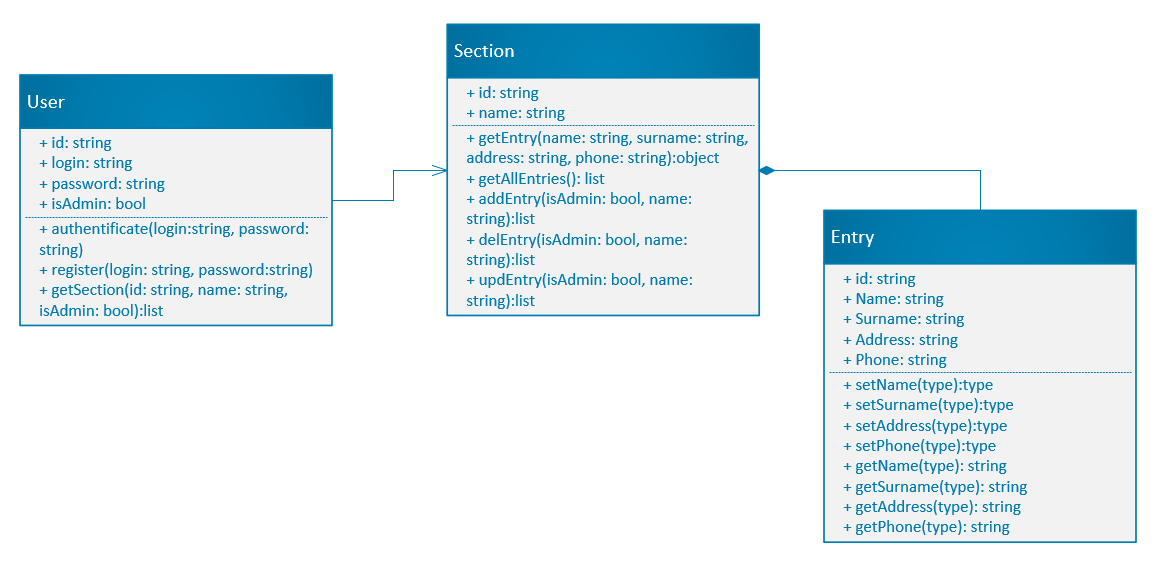 User
+ id: string
+ login: string
+ password: string
+ isAdmin: bool
+ authentificate(login:string, password:
string)
+ register(login: string, password:string)
+ getSection(id: string, name: string,
isAdmin: bool):list
Section
+ id: string
+ name: string
+ getEntry(name: string, surname: string,
address: string, phone: string):object
+ getAllEntries(): list
+ addEntry(isAdmin: bool, name:
string):list
+ delEntry(isAdmin: bool, name:
string):list
+ updEntry(isAdmin: bool, name:
string):list
Entry
+ id: string
+ Name: string
+ Surname: string
+ Address: string
+ Phone: string
+ setName(type):type
+ setSurname(type):type
+ setAddress(type):type
+ setPhone(type):type
+ getName(type): string
+ getSurname(type): string
+ getAddress(type): string
+ getPhone(type): string